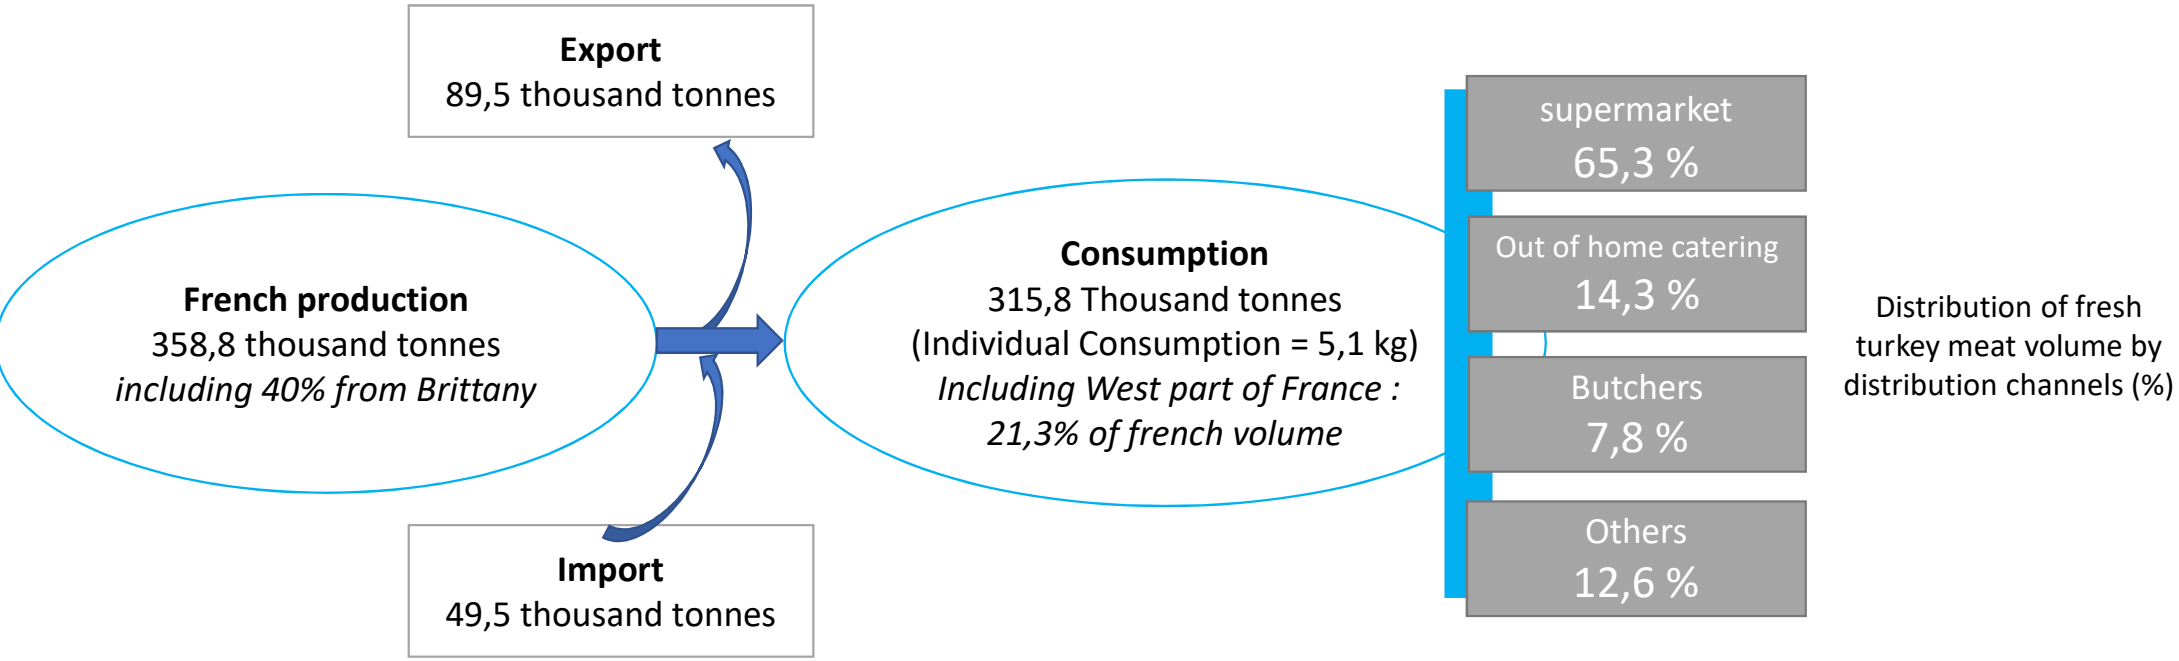 Export
89,5 thousand tonnes
French production
358,8 thousand tonnes
including 40% from Brittany
Import
49,5 thousand tonnes
Consumption
315,8 Thousand tonnes
(Individual Consumption = 5,1 kg)
Including West part of France :
21,3% of french volume
supermarket
65,3 %
Out of home catering
14,3 %
Butchers
7,8 %
Others
12,6 %
Distribution of fresh
turkey meat volume by
distribution channels (%)